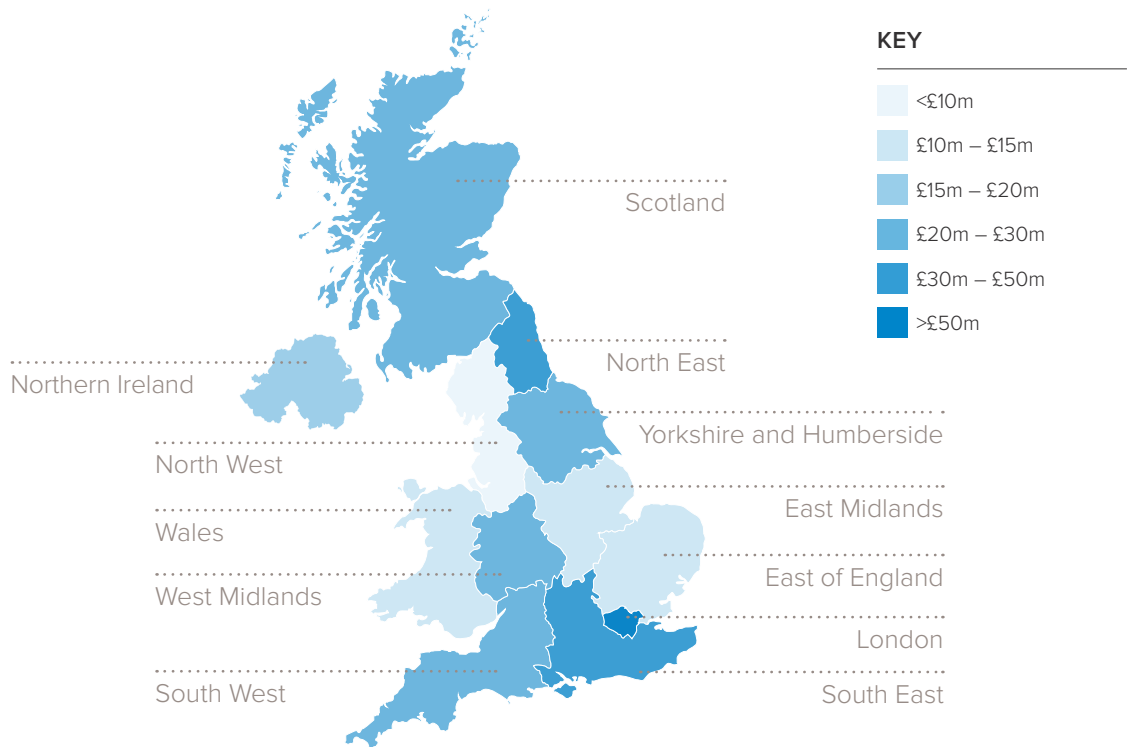 KEY
<£10m
£10m – £15m
£15m – £20m
£20m – £30m
£30m – £50m
>£50m
Scotland
North East
Northern Ireland
Yorkshire and Humberside
North West
East Midlands
Wales
East of England
West Midlands
London
South West
South East